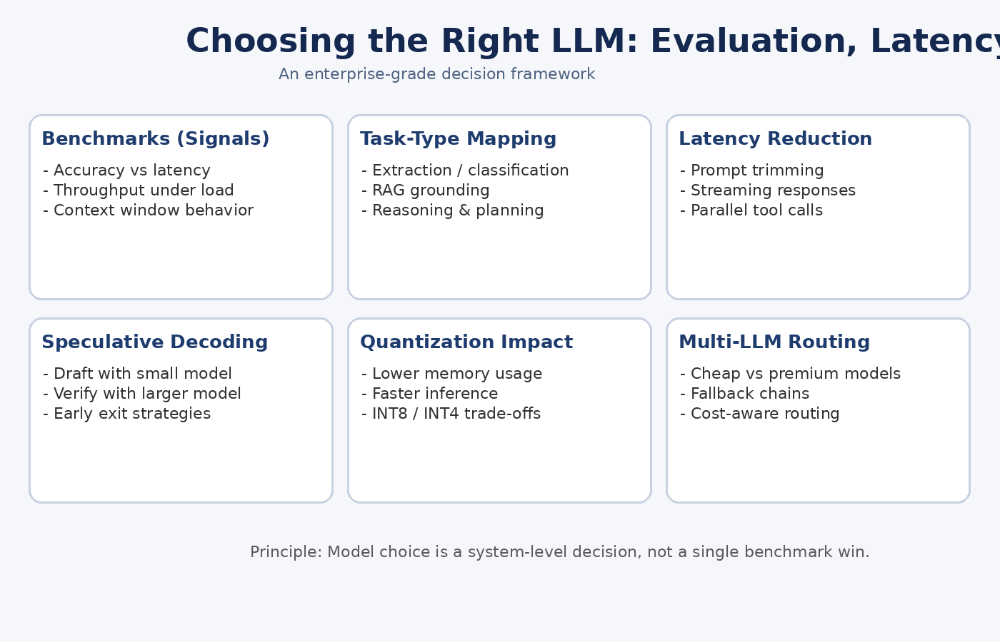 Choosing the Right LLM: Evaluation, Latency
An enterprise-grade decision framework
Benchmarks (Signals)
- Accuracy vs latency
- Throughput under load
- Context window behavior
Task-Type Mapping
- Extraction / classification
- RAG grounding
- Reasoning & planning
Latency Reduction
- Prompt trimming
- Streaming responses
- Parallel tool calls
Speculative Decoding
- Draft with small model
- Verify with larger model
- Early exit strategies
Quantization Impact
- Lower memory usage
- Faster inference
- INT8 / INT4 trade-offs
Multi-LLM Routing
- Cheap vs premium models
- Fallback chains
- Cost-aware routing
Principle: Model choice is a system-level decision, not a single benchmark win.